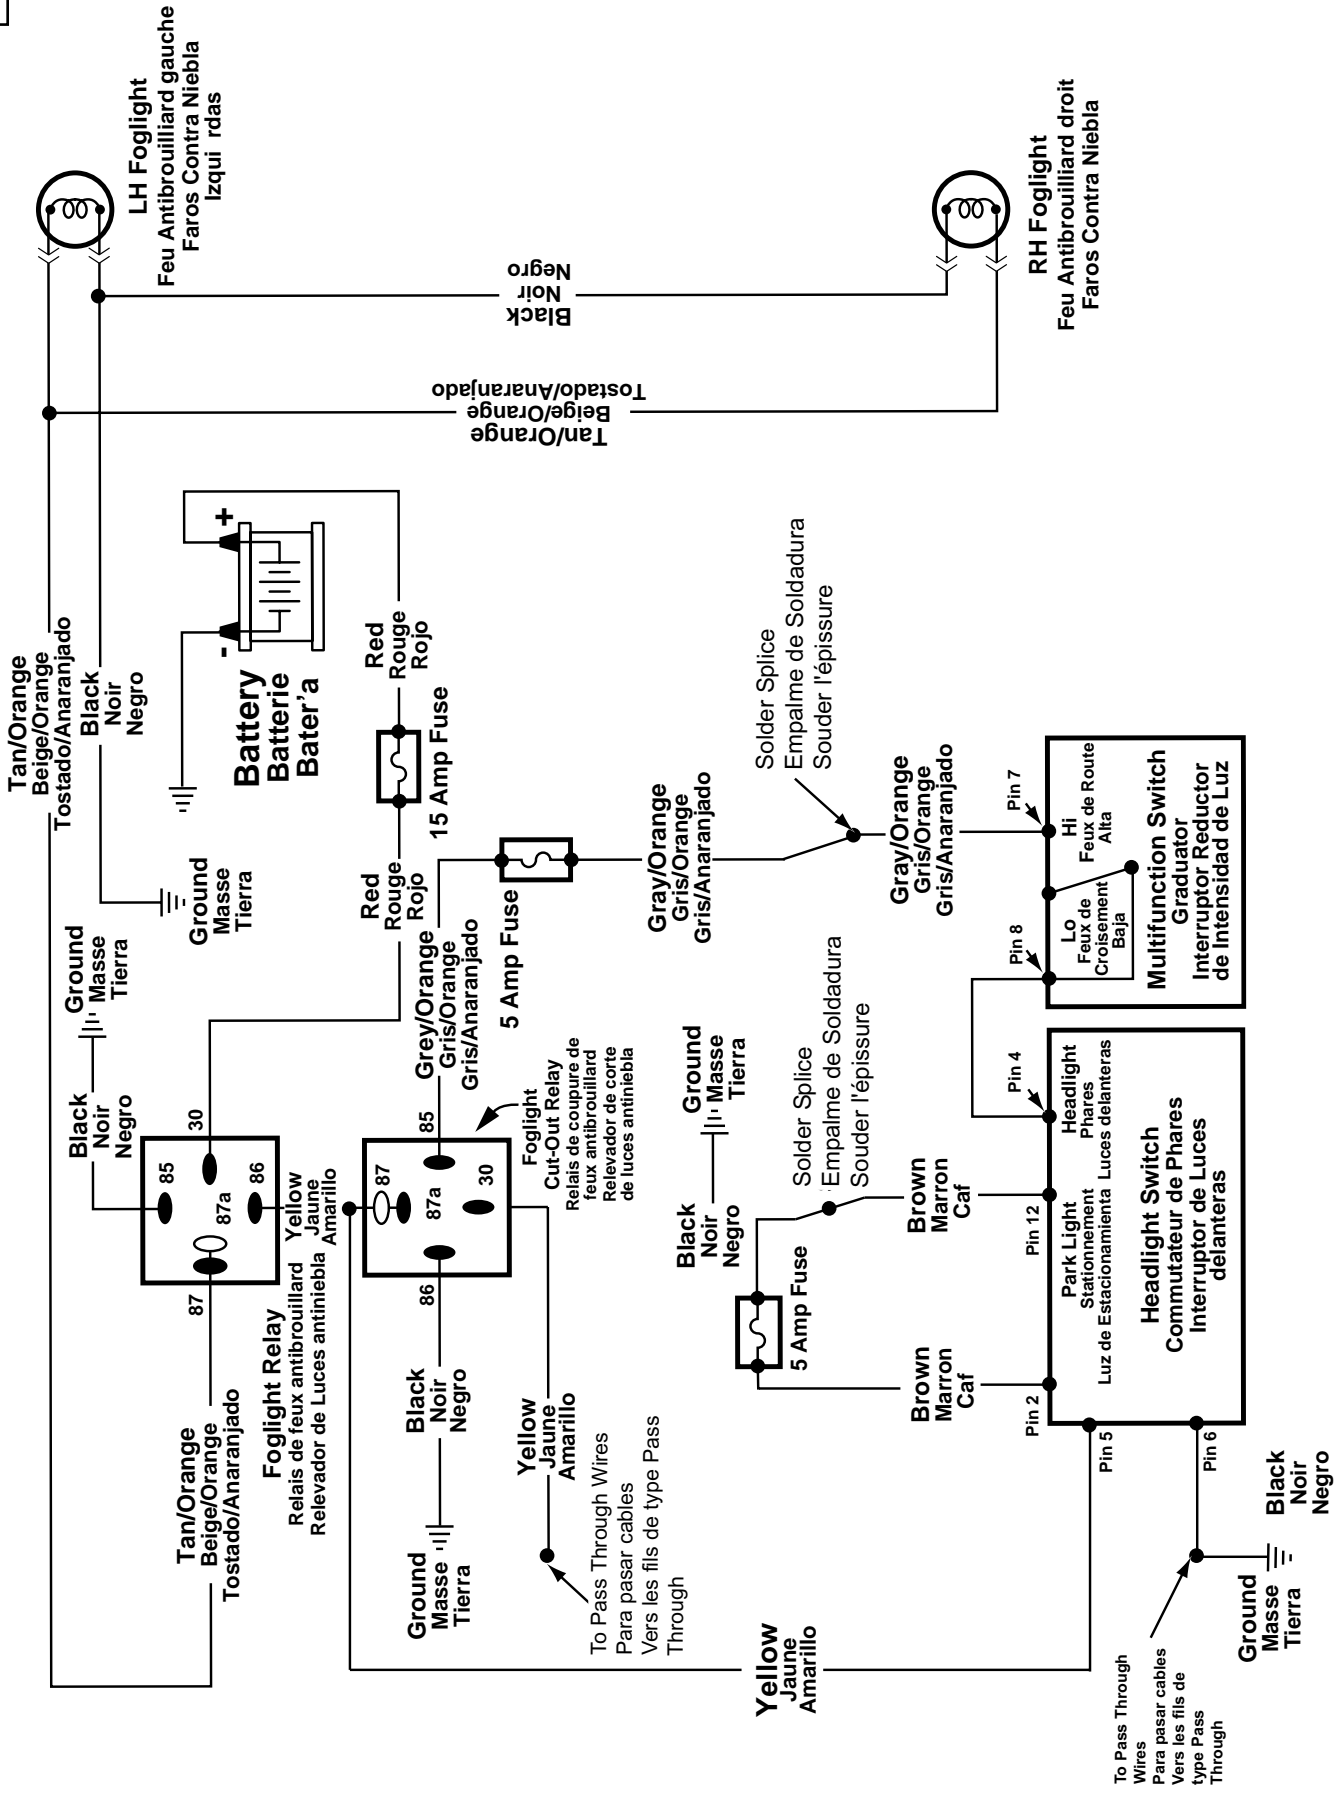 LH Foglight
Feu Antibrouilliard gauche
Faros Contra Niebla
Izqui rdas
RH Foglight
Feu Antibrouilliard droit
Faros Contra Niebla
Black
Noir
Negro
Tan/Orange
Beige/Orange
Tostado/Anaranjado
Tan/Orange
Beige/Orange
Tostado/Anaranjado
Black
Noir
Negro
+
-
Battery
Batterie
Bater’a
Red
Rouge
Rojo
15 Amp Fuse
Red
Rouge
Rojo
Ground
Masse
Tierra
Ground
Masse
Tierra
Black
Noir
Negro
30
85
87a
86
87
Yellow
Jaune
Amarillo
Foglight Relay
Relais de feux antibrouillard
Relevador de Luces antiniebla
Tan/Orange
Beige/Orange
Tostado/Anaranjado
Grey/Orange
Gris/Orange
Gris/Anaranjado
5 Amp Fuse
Gray/Orange
Gris/Orange
Gris/Anaranjado
Solder Splice
Empalme de Soldadura
Souder l'épissure
Gray/Orange
Gris/Orange
Gris/Anaranjado
85
87
87a
30
86
Foglight
Cut-Out Relay
Relais de coupure de
feux antibrouillard
Relevador de corte
de luces antiniebla
Black
Noir
Negro
Ground
Masse
Tierra
Yellow
Jaune
Amarillo
To Pass Through Wires
Para pasar cables
Vers les fils de type Pass
Through
Ground
Masse
Tierra
Black
Noir
Negro
Solder Splice
Empalme de Soldadura
Souder l'épissure
5 Amp Fuse
Brown
Marron
Caf
Brown
Marron
Caf
Pin 7
Pin 8
Hi
Feux de Route
Alta
Lo
Feux de
Croisement
Baja
Multifunction Switch
Graduator
Interruptor Reductor
de Intensidad de Luz
Pin 4
Pin 12
Pin 2
Headlight
Phares
Luces delanteras
Park Light
Stationnement
Luz de Estacionamienta
Headlight Switch
Commutateur de Phares
Interruptor de Luces
delanteras
Pin 5
Pin 6
Yellow
Jaune
Amarillo
Black
Noir
Negro
Ground
Masse
Tierra
To Pass Through
Wires
Para pasar cables
Vers les fils de
type Pass
Through